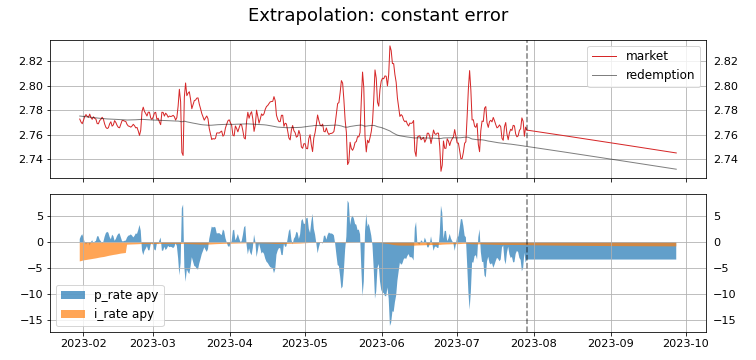 Extrapolation: constant error
2.82 2.82
2.80 2.80
2.78 2.78
2.76 2.76
2.74 2.74
market
redemption
5 5
0 0
−5 −5
−10 −10
−15 −15
p_rate apy
i_rate apy
2023-02 2023-03 2023-04 2023-05 2023-06 2023-07 2023-08 2023-09 2023-10